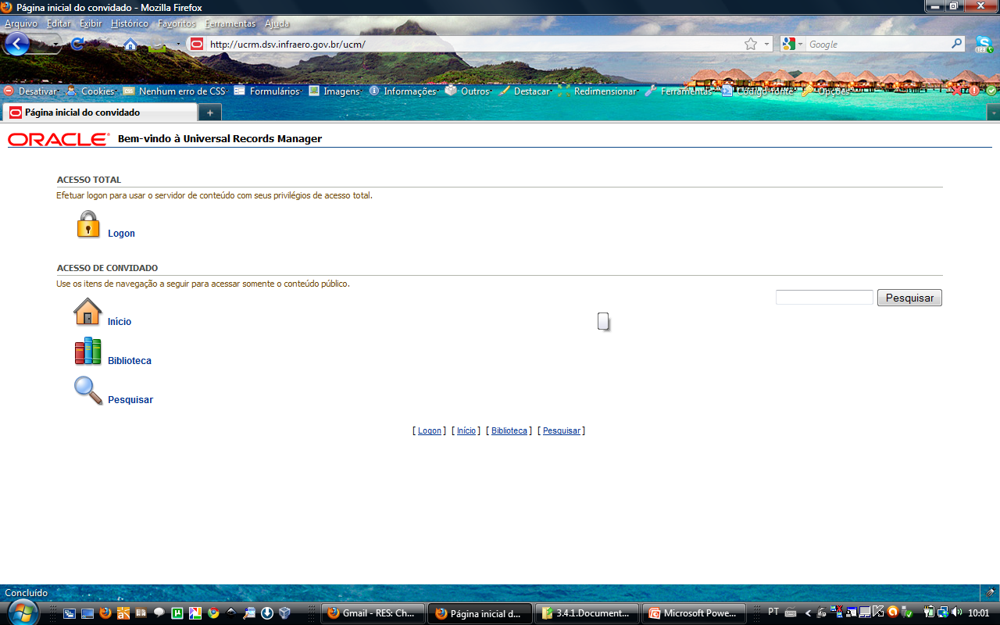 Página inicial do convidado - Mozilla Firefox
Arquivo Editar Exibir Histórico Favoritos Ferramentas Ajuda
http://ucrm.dsv.infraero.gov.br/ucm/ Google
Desativar Cookies Nenhum erro de CSS Formulários Imagens Informações Outros Destacar Redimensionar Ferramentas Código-fonte Opções
Página inicial do convidado
ORACLE Bem-vindo à Universal Records Manager
ACESSO TOTAL
Efetuar logon para usar o servidor de conteúdo com seus privilégios de acesso total.
Logon
ACESSO DE CONVIDADO
Use os itens de navegação a seguir para acessar somente o conteúdo público.
Pesquisar
Início
Biblioteca
Pesquisar
[ Logon ] [ Início ] [ Biblioteca ] [ Pesquisar ]
Concluído
Gmail - RES: Ch... Página inicial d... 3.4.1.Document... Microsoft Powe... PT 10:01